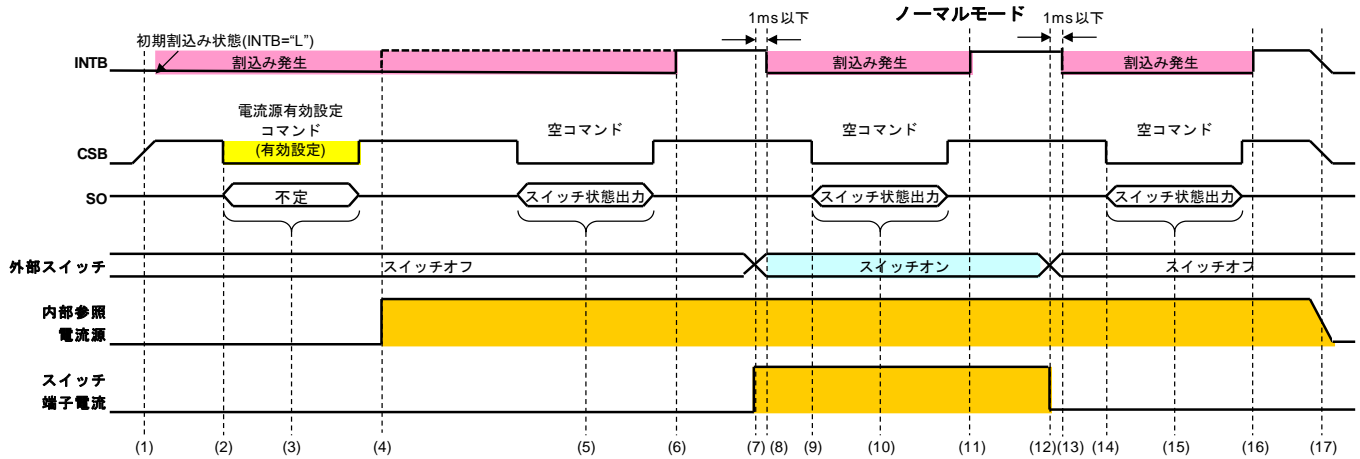 ノーマルモード
1ms以下
1ms以下
初期割込み状態(INTB=“L”)
INTB
割込み発生
割込み発生
割込み発生
電流源有効設定
コマンド
(有効設定)
空コマンド
空コマンド
空コマンド
CSB
SO
不定
スイッチ状態出力
スイッチ状態出力
スイッチ状態出力
外部スイッチ
スイッチオフ
スイッチオン
スイッチオフ
内部参照
電流源
スイッチ
端子電流
(1) (2) (3) (4) (5) (6) (7) (8) (9) (10) (11) (12) (13) (14) (15) (16) (17)